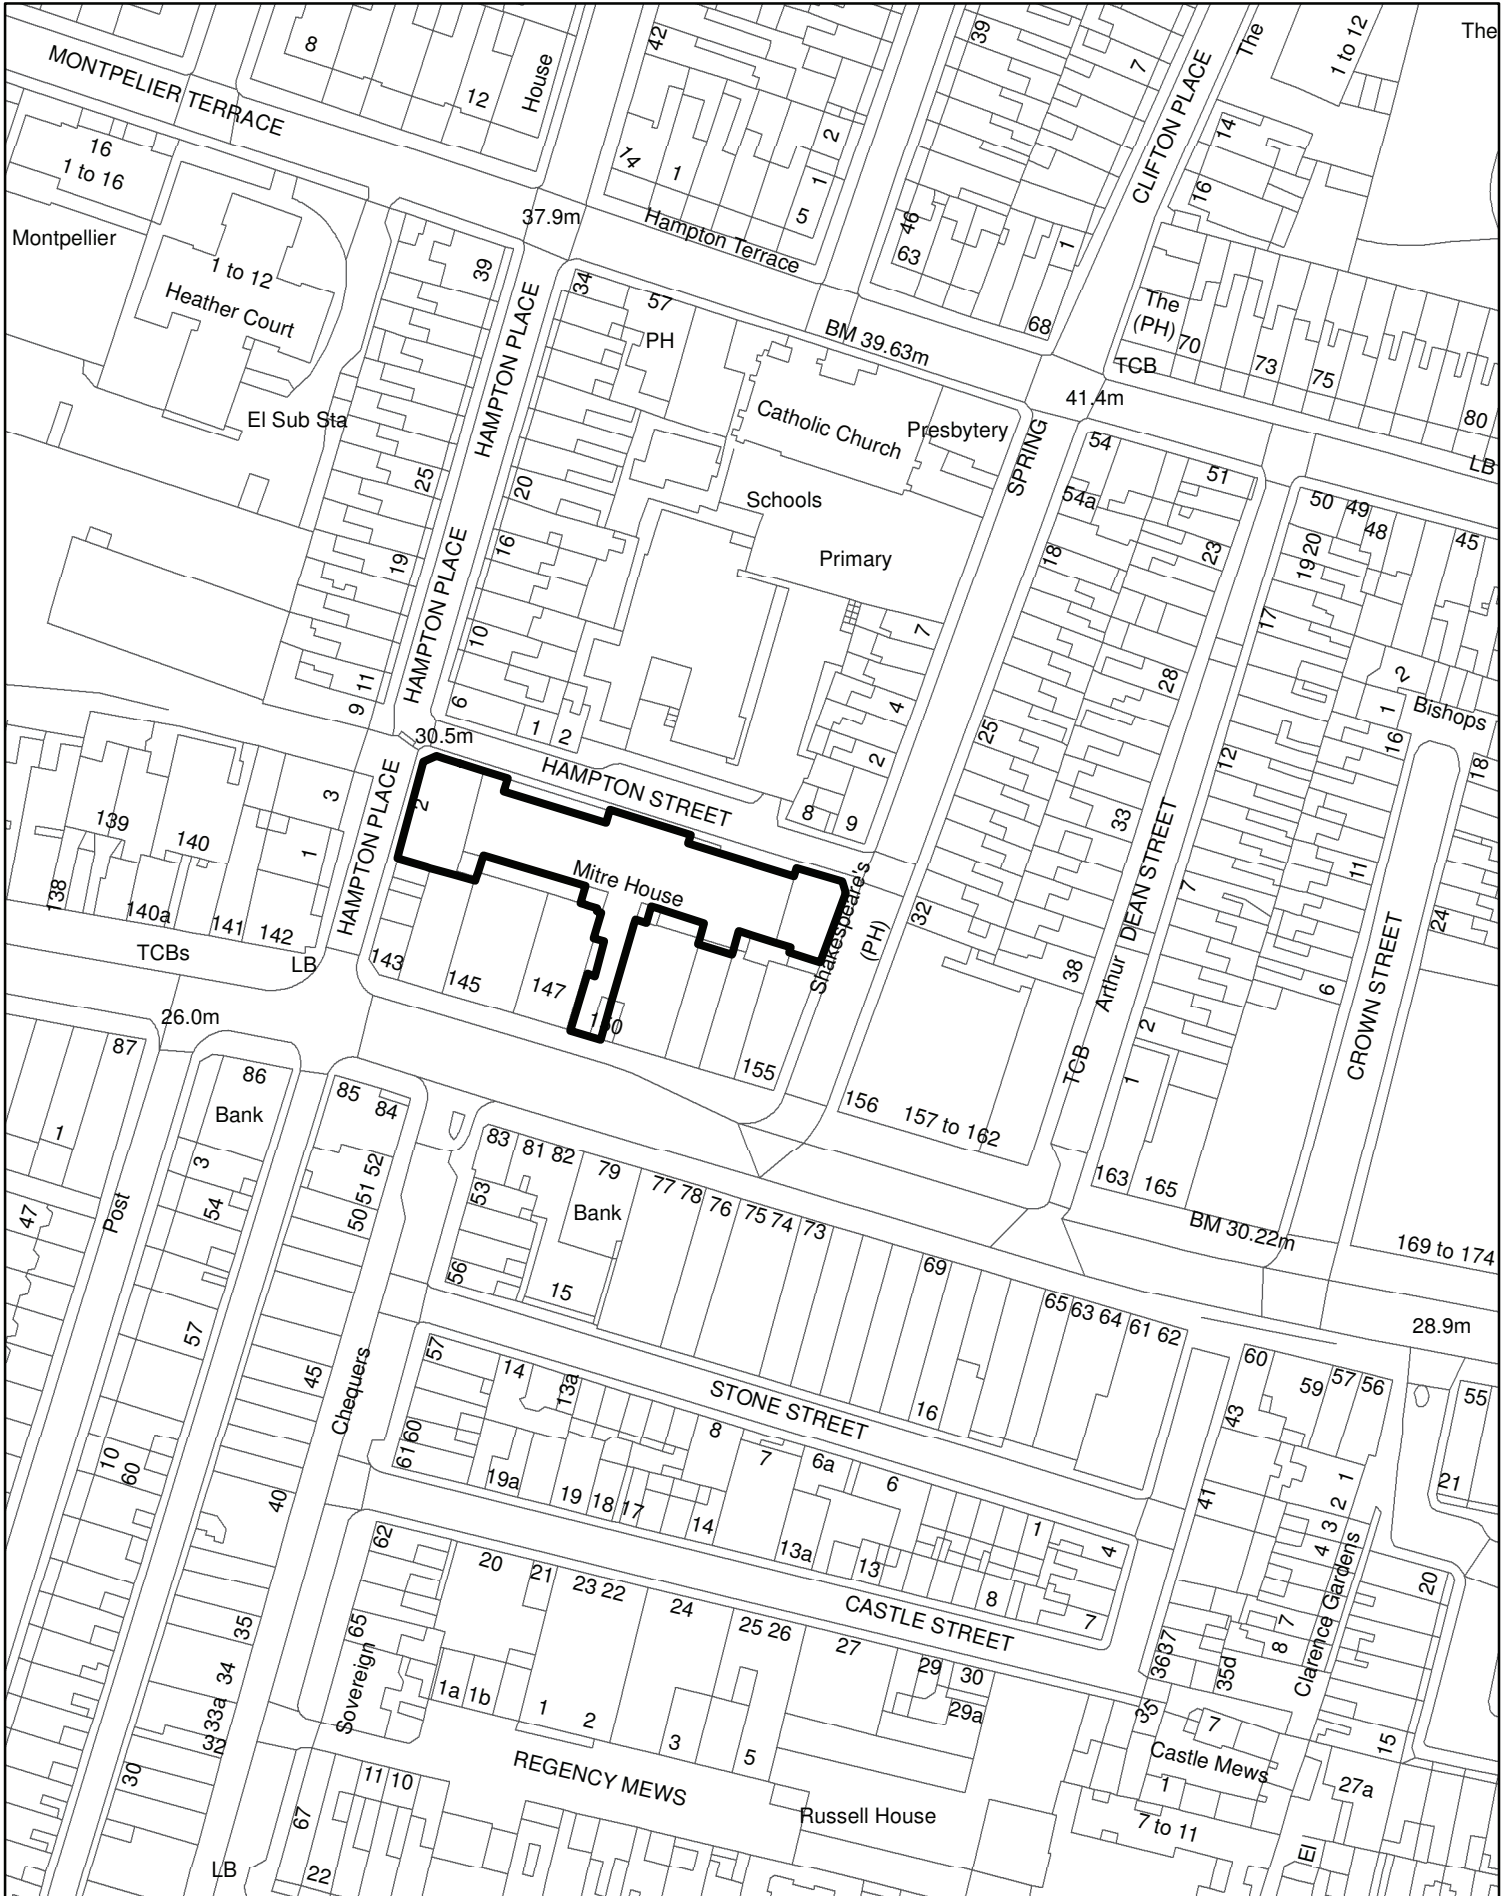 8
12
House
42
39
7
The
1 to 12
The
MONTPELIER TERRACE
CLIFTON PLACE
16
1 to 16
14
1
2
1
5
14
16
Montpellier
37.9m
Hampton Terrace
46
63
1
1 to 12
Heather Court
39
HAMPTON PLACE
34
57
PH
BM 39.63m
68
The
(PH)
70
TCB
73
75
80
LB
41.4m
El Sub Sta
Catholic Church
Presbytery
SPRING
54
51
54a
50
49
48
45
25
20
Schools
Primary
16
19
18
23
20
19
17
HAMPTON PLACE
10
7
28
2
1
Bishops
16
11
9
6
1
2
4
25
30.5m
HAMPTON STREET
2
12
18
3
139
140
1
HAMPTON PLACE
2
8
9
33
DEAN STREET
11
138
140a
141
142
Mitre House
Shakespeare's
(PH)
32
7
24
TCBs
LB
143
145
147
150
38
Arthur
6
CROWN STREET
26.0m
155
TCB
2
1
87
86
Bank
85
84
156
157 to 162
1
3
54
52
51
50
83
81
82
79
53
Bank
77
78
76
75
74
73
163
165
BM 30.22m
169 to 174
47
Post
56
15
69
65
63
64
61
62
28.9m
57
45
Chequers
57
14
13a
STONE STREET
16
60
59
57
56
55
43
10
60
40
60
61
19a
19
18
17
8
7
6a
6
14
13a
13
1
4
8
7
41
1
2
3
4
21
62
20
21
23
22
24
CASTLE STREET
Clarence Gardens
20
35
34
33a
32
65
Sovereign
1a
1b
1
2
25
26
27
29
30
29a
3
5
37
36
35d
7
8
35
7
Castle Mews
1
15
30
67
11
10
REGENCY MEWS
Russell House
7 to 11
27a
LB
22
El